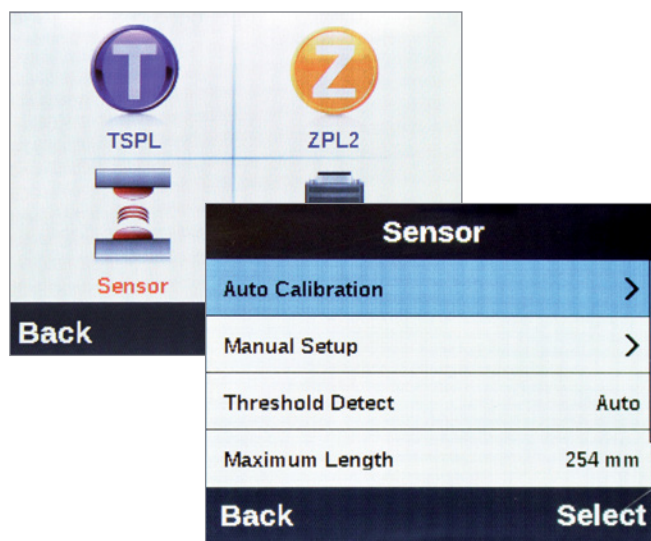 T
Z
TSPL
ZPL2
Sensor
Back
Sensor
Auto Calibration
Manual Setup
Threshold Detect Auto
Maximum Length 254 mm
Back Select